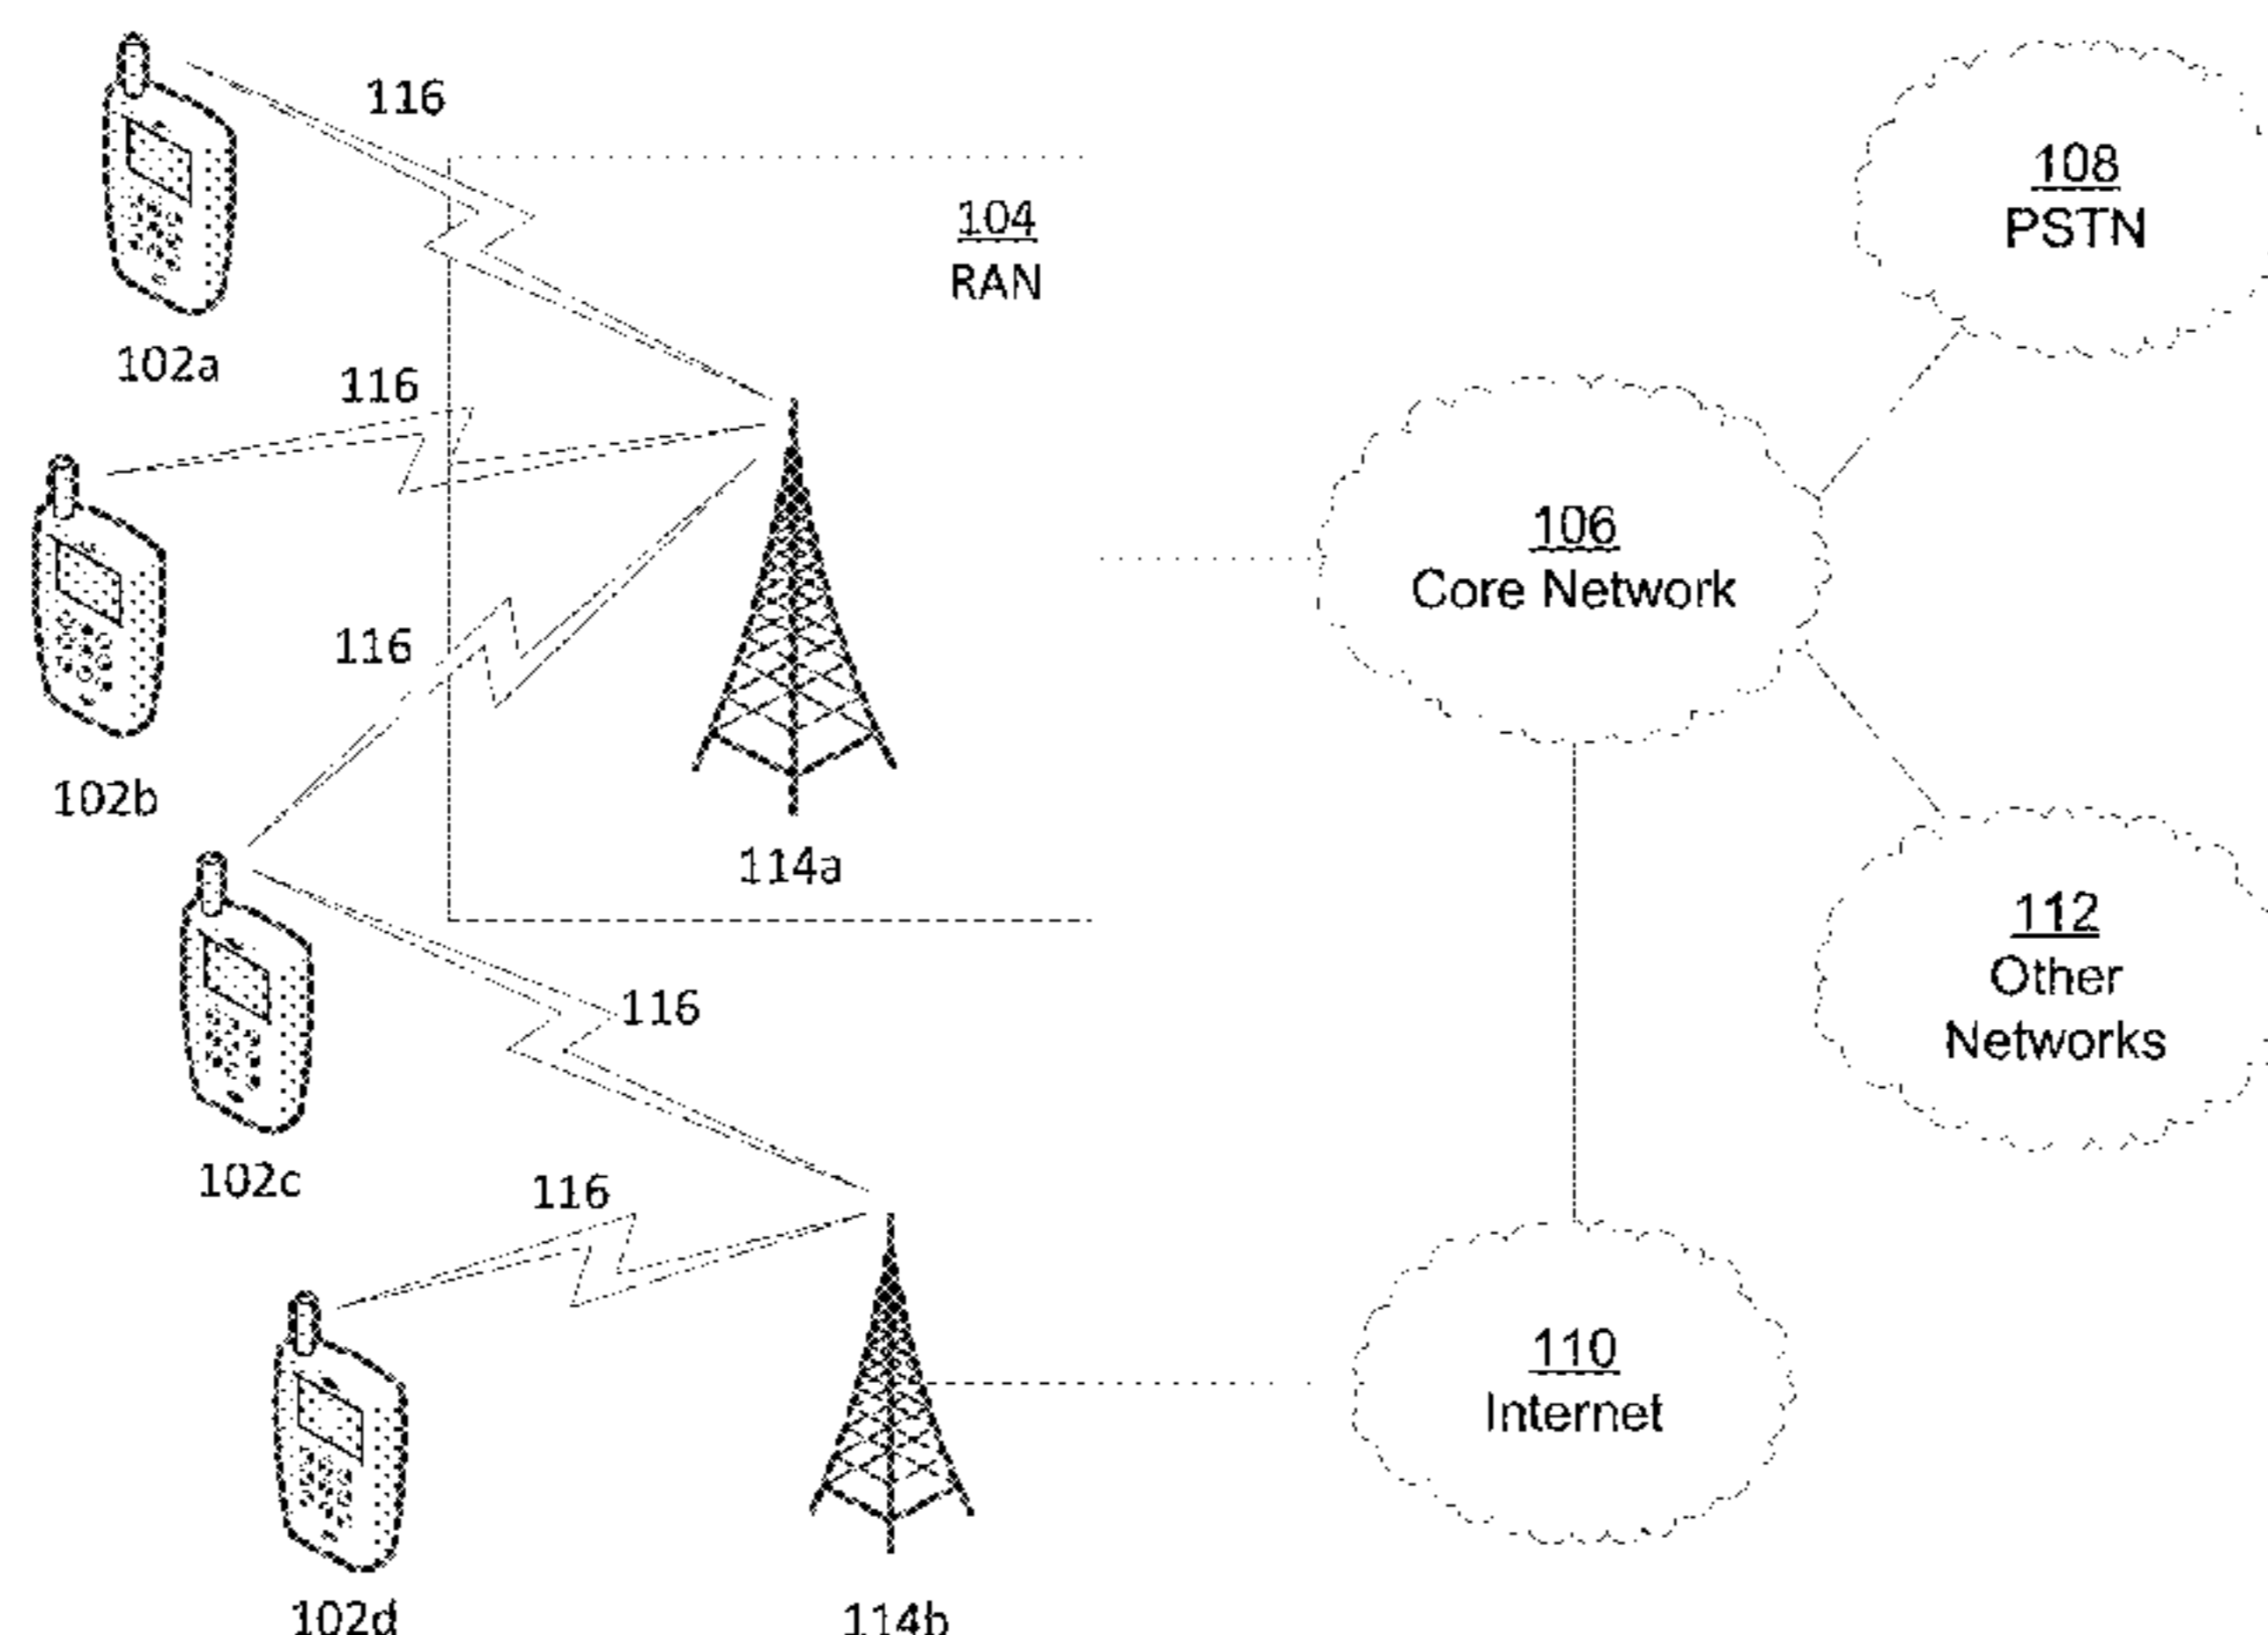 116
108
PSTN
104
RAN
102a
116
106
Core Network
116
102b
114a
112
Other
Networks
116
102c
116
110
Internet
102d
114b